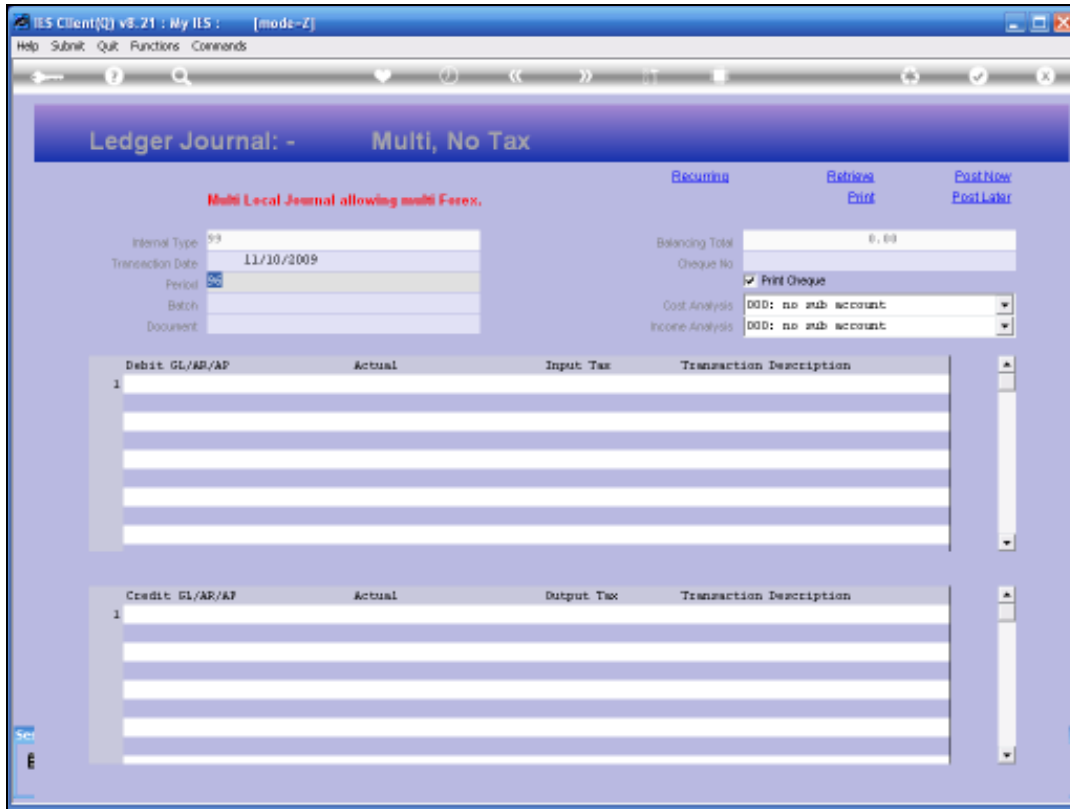 IES Client(Q) v8.21 : My IES :     [mode-Z]
Help Submit Quit Functions Commands
Ledger Journal: -     Multi, No Tax
Recurring Retrieve Post Now
Multi Local Journal allowing multi Forex. Print Post Later
Internal Type 99 Balancing Total 0.00
Transaction Date 11/10/2009 Cheque No
Period 96 Print Cheque
Batch Cost Analysis 000: no sub account
Document Income Analysis 000: no sub account
Debit GL/AR/AP Actual Input Tax Transaction Description
1
Credit GL/AR/AP Actual Output Tax Transaction Description
1